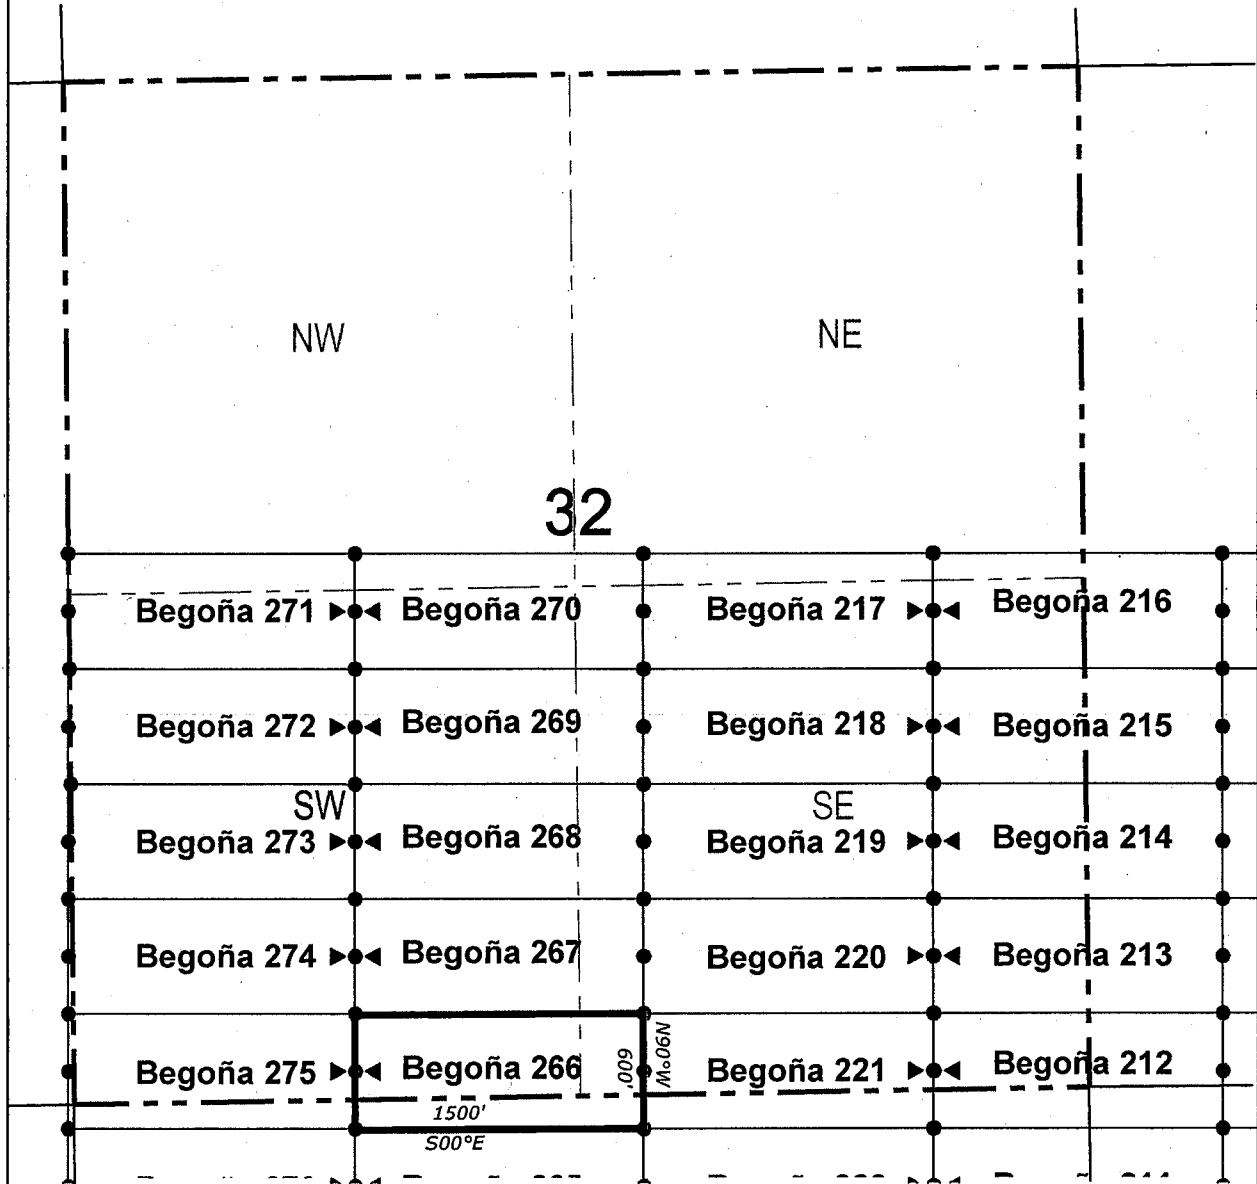 NW NE
32
Begoña 271 Begoña 270 Begoña 217 Begoña 216
Begoña 272 Begoña 269 Begoña 218 Begoña 215
SW SE
Begoña 273 Begoña 268 Begoña 219 Begoña 214
Begoña 274 Begoña 267 Begoña 220 Begoña 213
Begoña 275 Begoña 266 600' N90°W Begoña 221 Begoña 212
1500'
S00°E